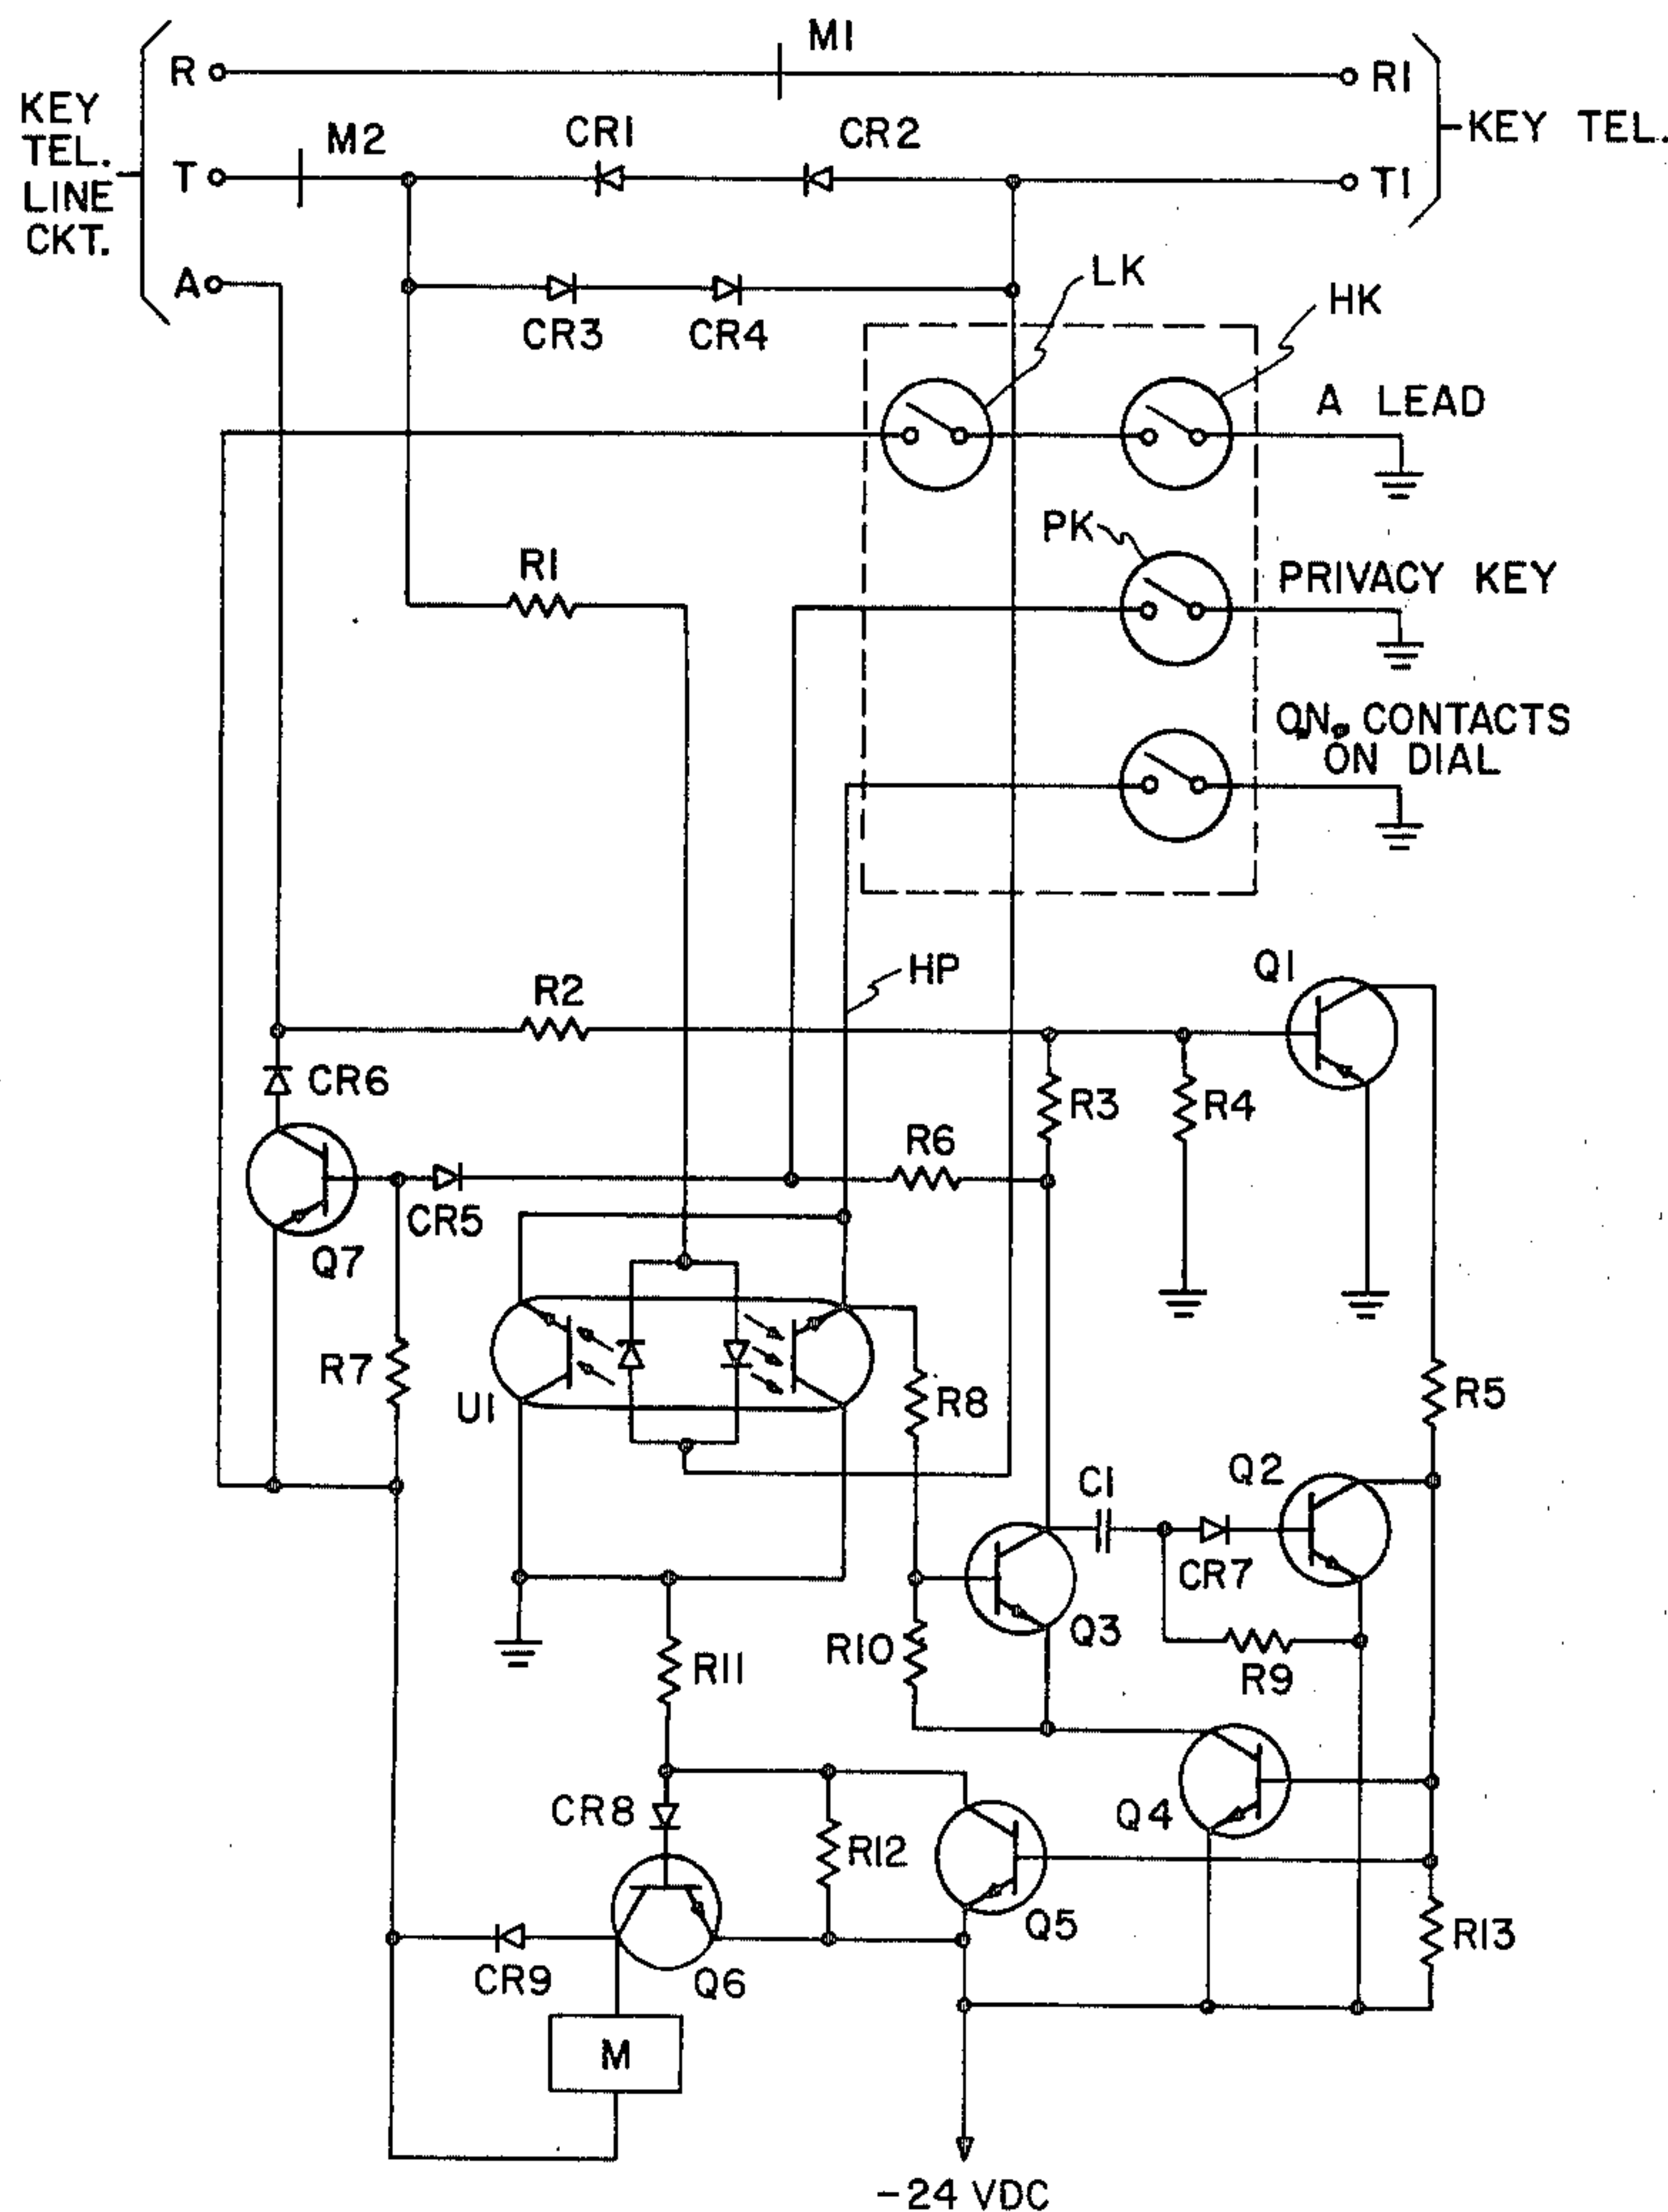 M1
R
R1
KEY
TEL.
LINE
CKT.
KEY TEL.
M2
CR1
CR2
T
T1
A
CR3
CR4
LK
HK
A LEAD
R1
PK
PRIVACY KEY
O.N. CONTACTS
ON DIAL
HP
Q1
R2
CR6
R3
R4
R6
CR5
Q7
R7
U1
R8
R5
C1
Q2
CR7
Q3
R10
R9
R11
CR8
Q4
R12
Q5
R13
CR9
Q6
M
-24 VDC